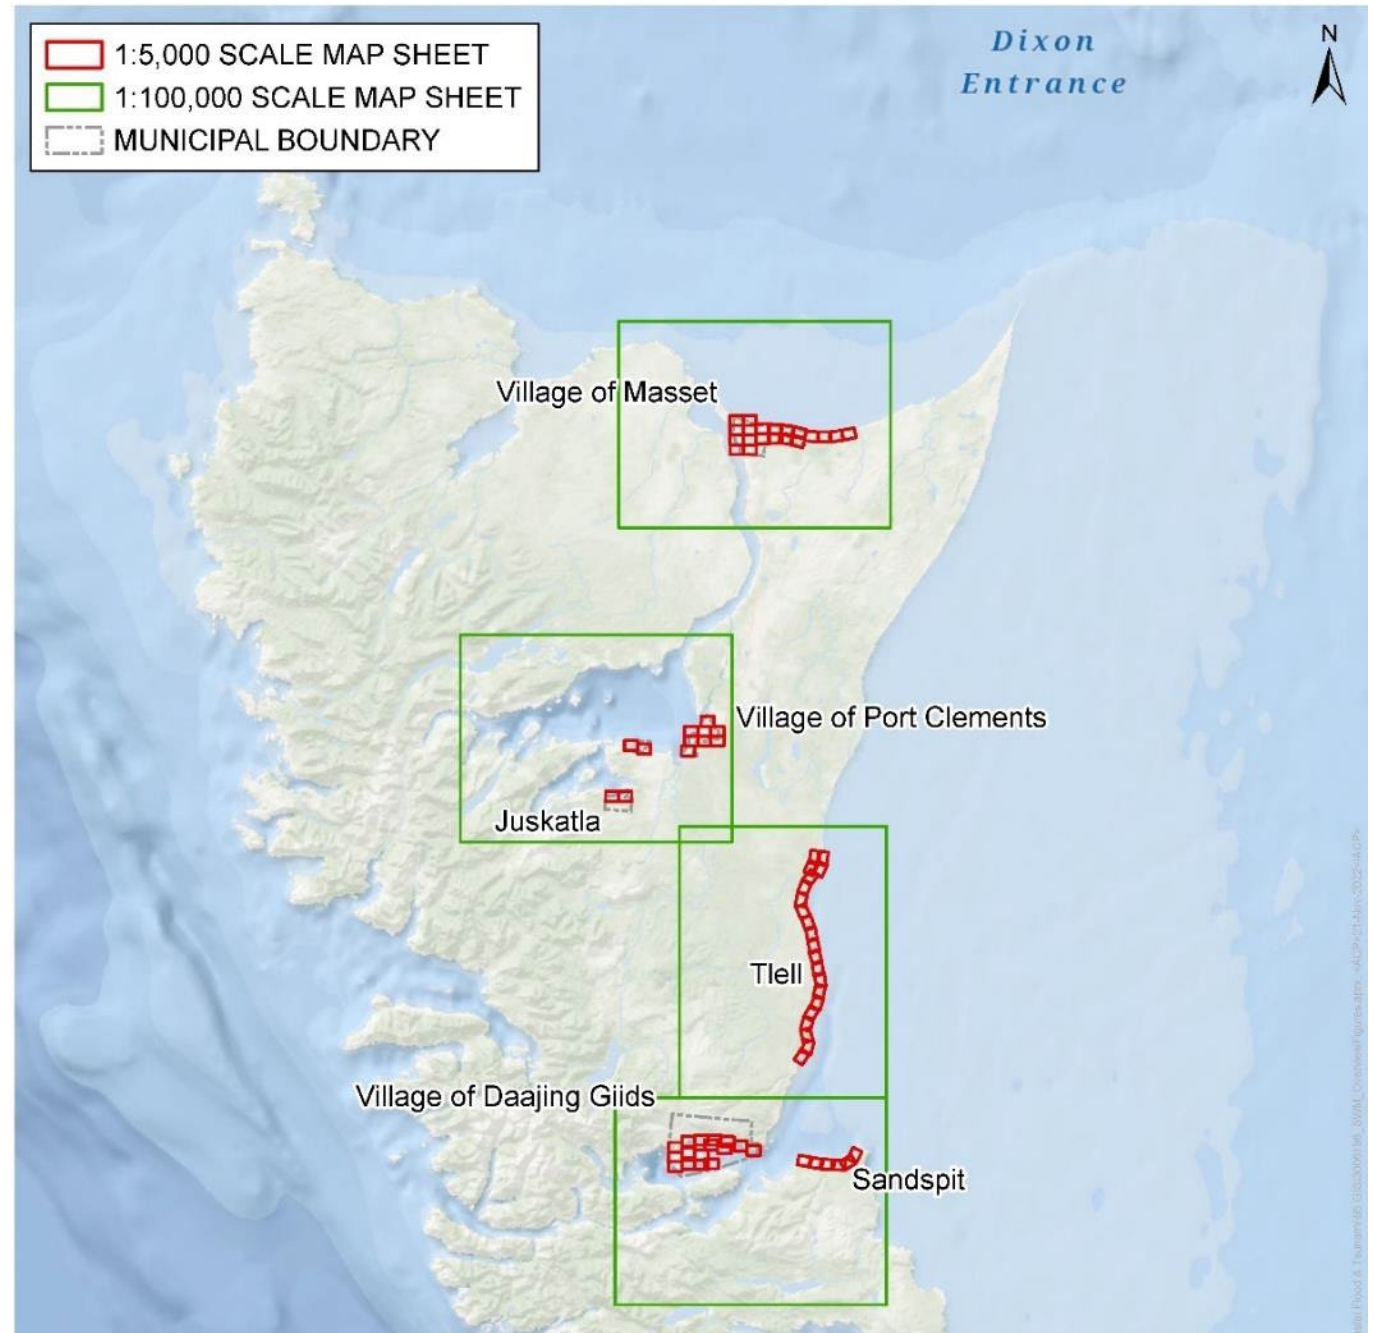 1:5,000 SCALE MAP SHEET
1:100,000 SCALE MAP SHEET
MUNICIPAL BOUNDARY
Dixon
Entrance
N
Village of Masset
Village of Port Clements
Juskatla
Tlell
Village of Daajing Giids
Sandspit